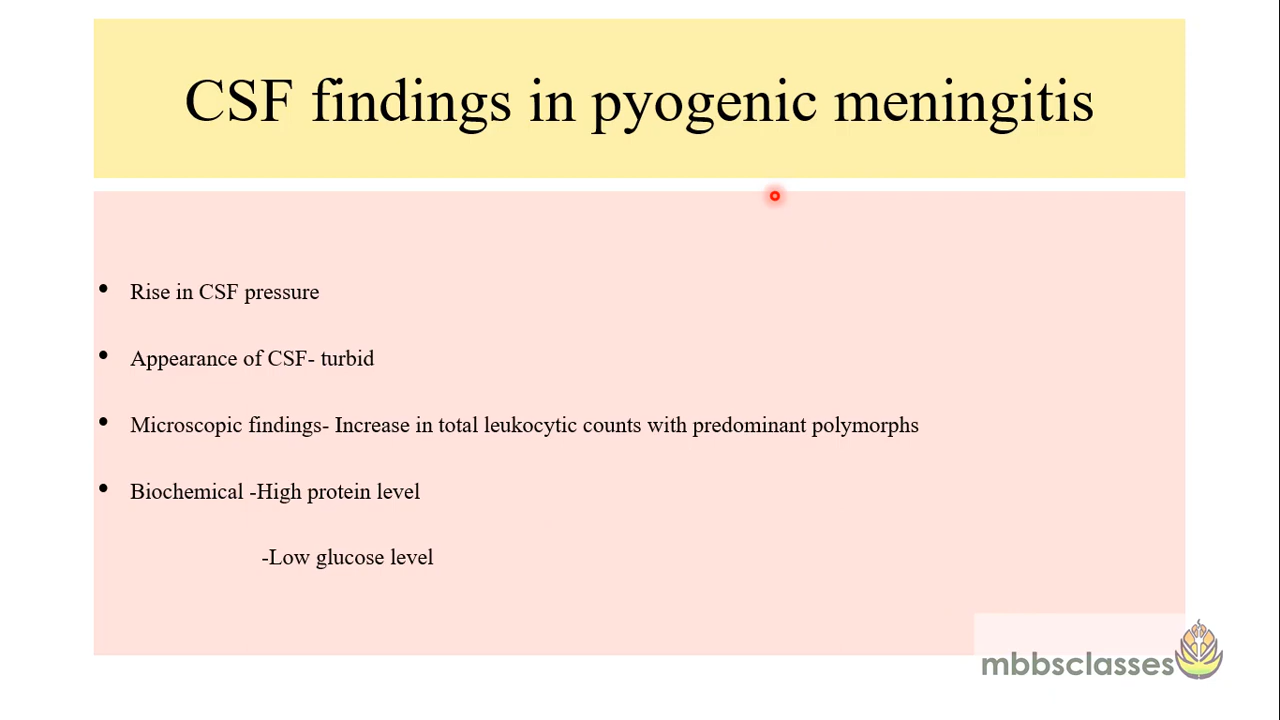 CSF findings in pyogenic meningitis
• Rise in CSF pressure
• Appearance of CSF- turbid
• Microscopic findings- Increase in total leukocytic counts with predominant polymorphs
• Biochemical -High protein level
-Low glucose level
mbbsclasses